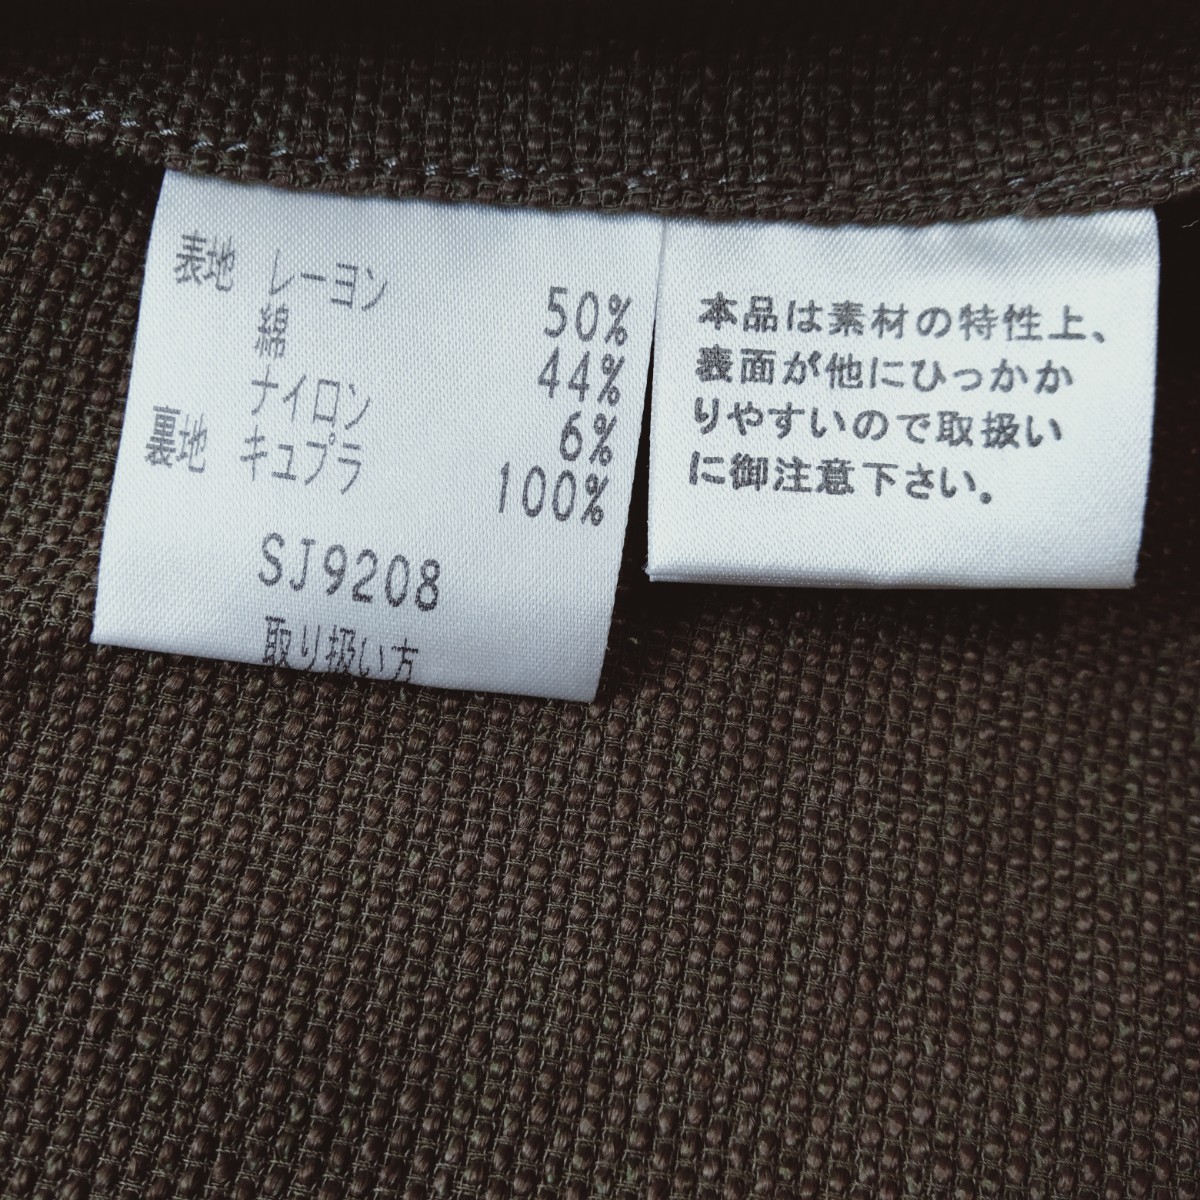 表地 レーヨン 50%
綿 44%
ナイロン 6%
裏地 キュプラ 100%
SJ9208
取り扱い方
本品は素材の特性上、
表面が他にひっかか
りやすいので取扱い
に御注意下さい。